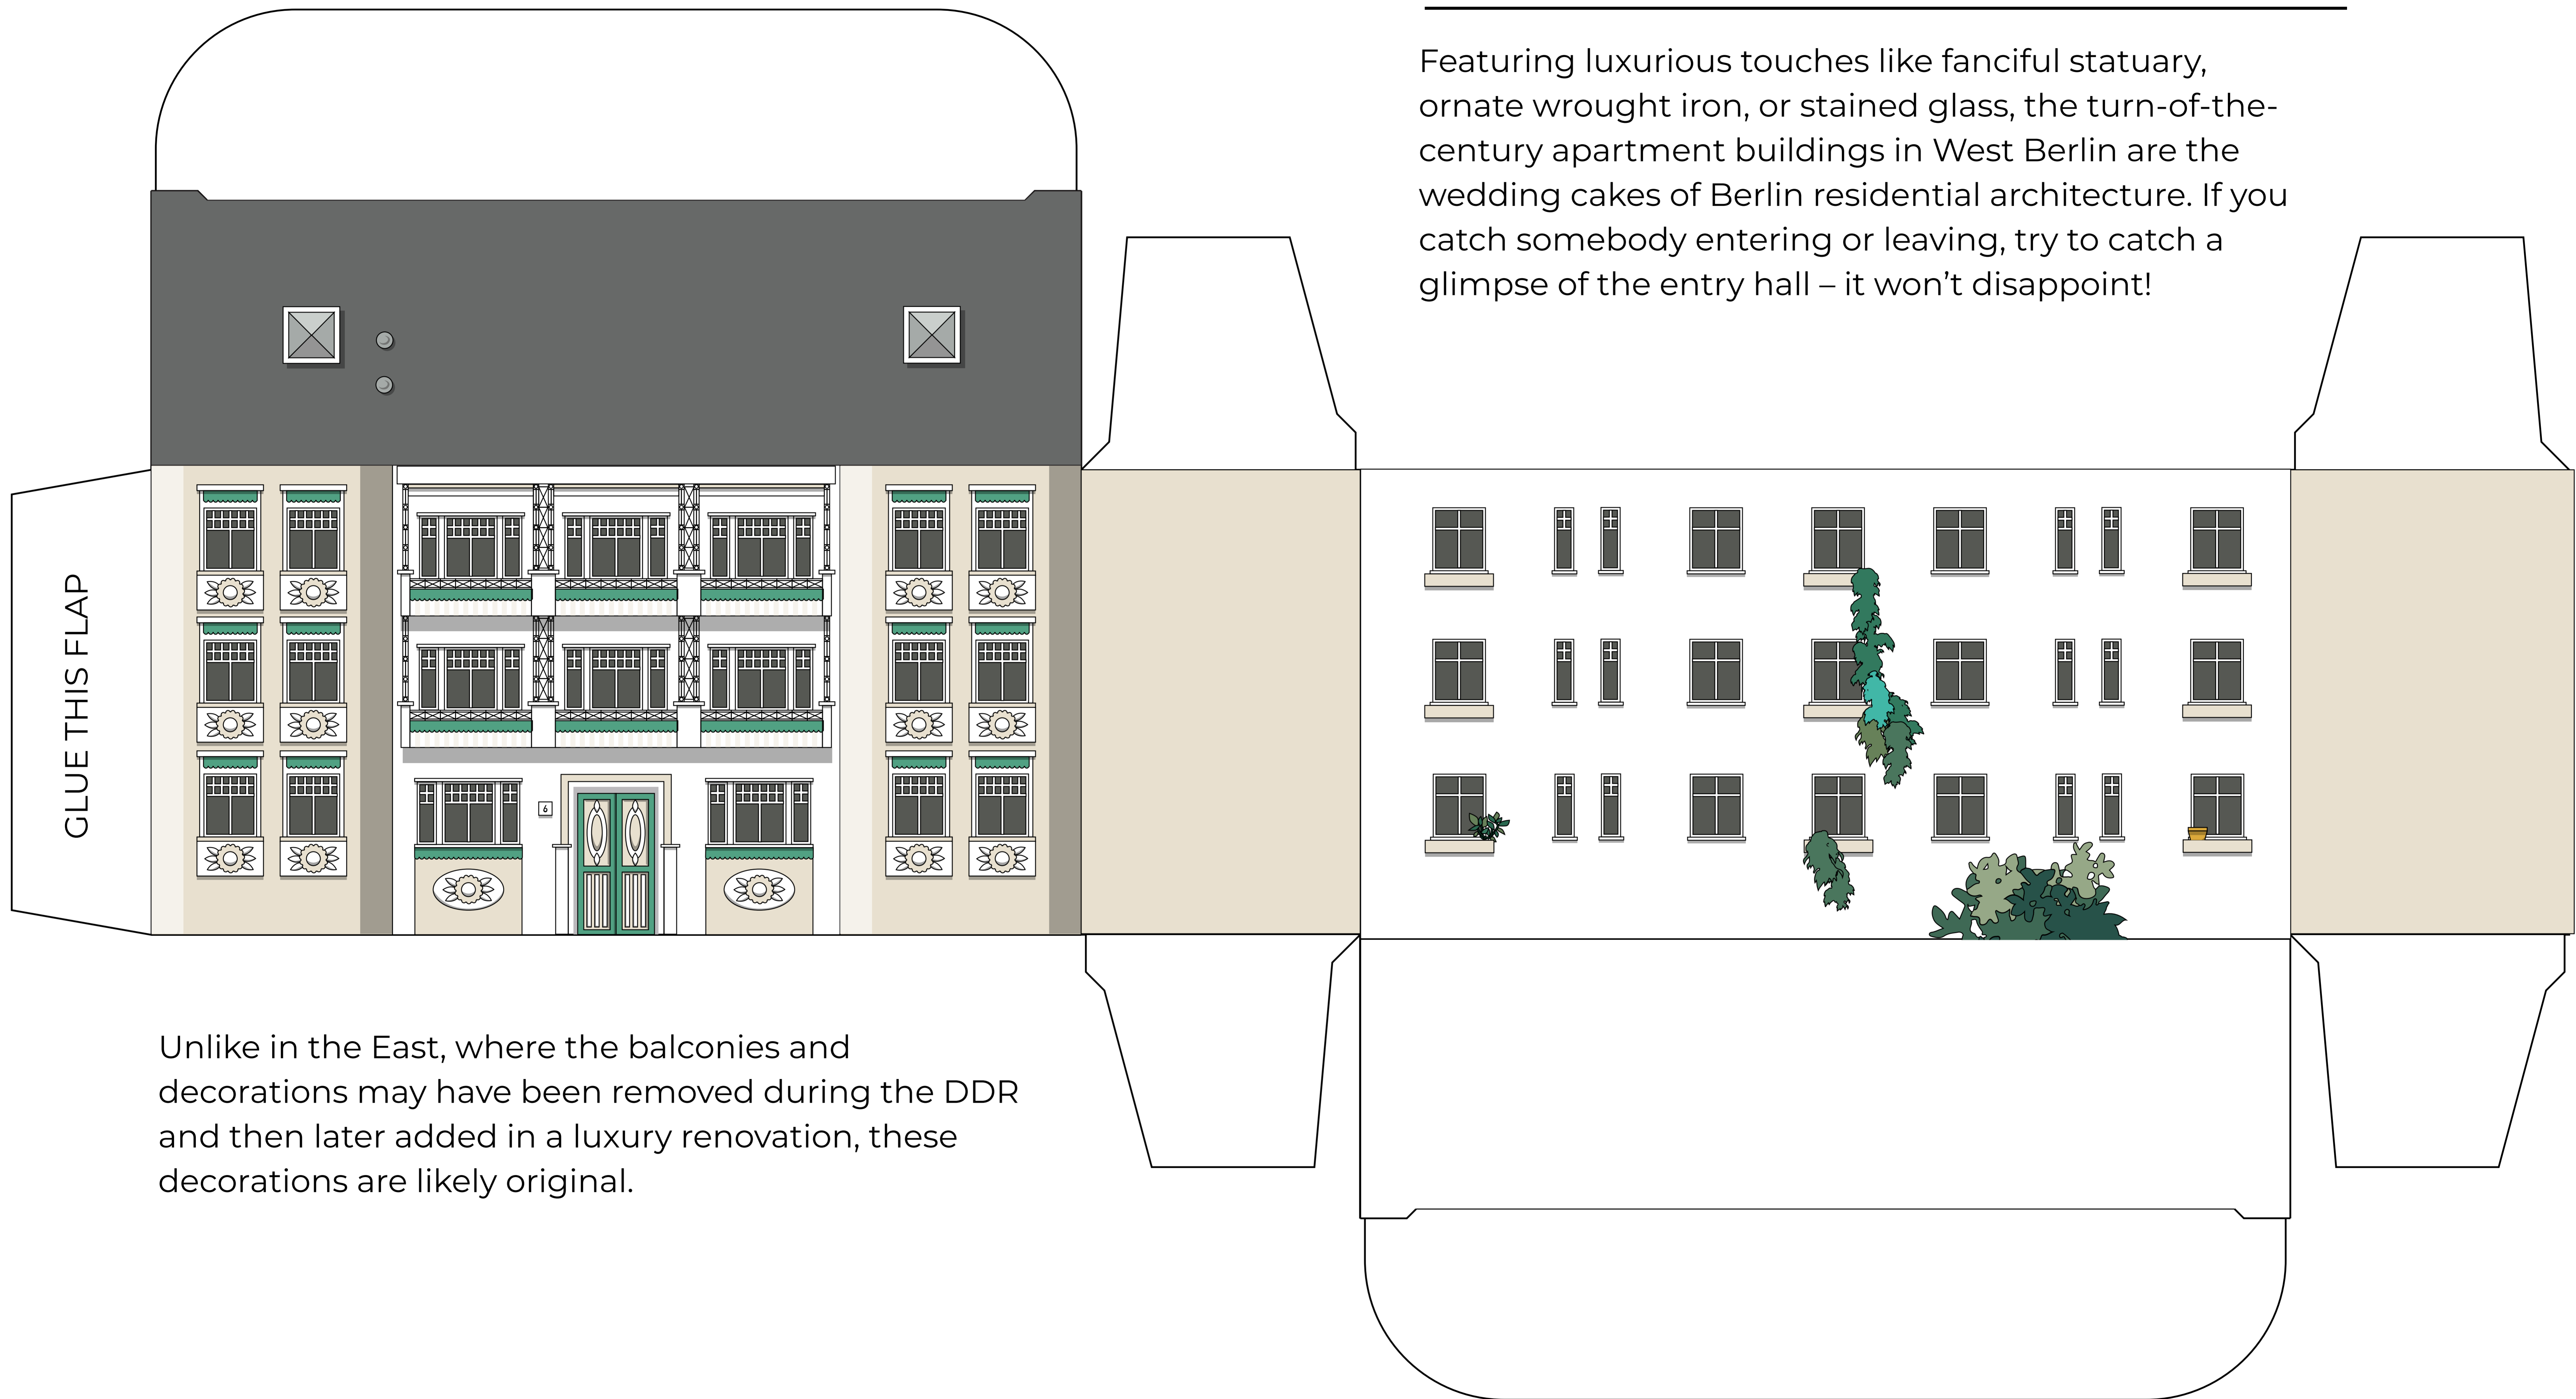 Featuring luxurious touches like fanciful statuary,
ornate wrought iron, or stained glass, the turn-of-the-
century apartment buildings in West Berlin are the
wedding cakes of Berlin residential architecture. If you
catch somebody entering or leaving, try to catch a
glimpse of the entry hall – it won’t disappoint!
GLUE THIS FLAP
6
Unlike in the East, where the balconies and
decorations may have been removed during the DDR
and then later added in a luxury renovation, these
decorations are likely original.